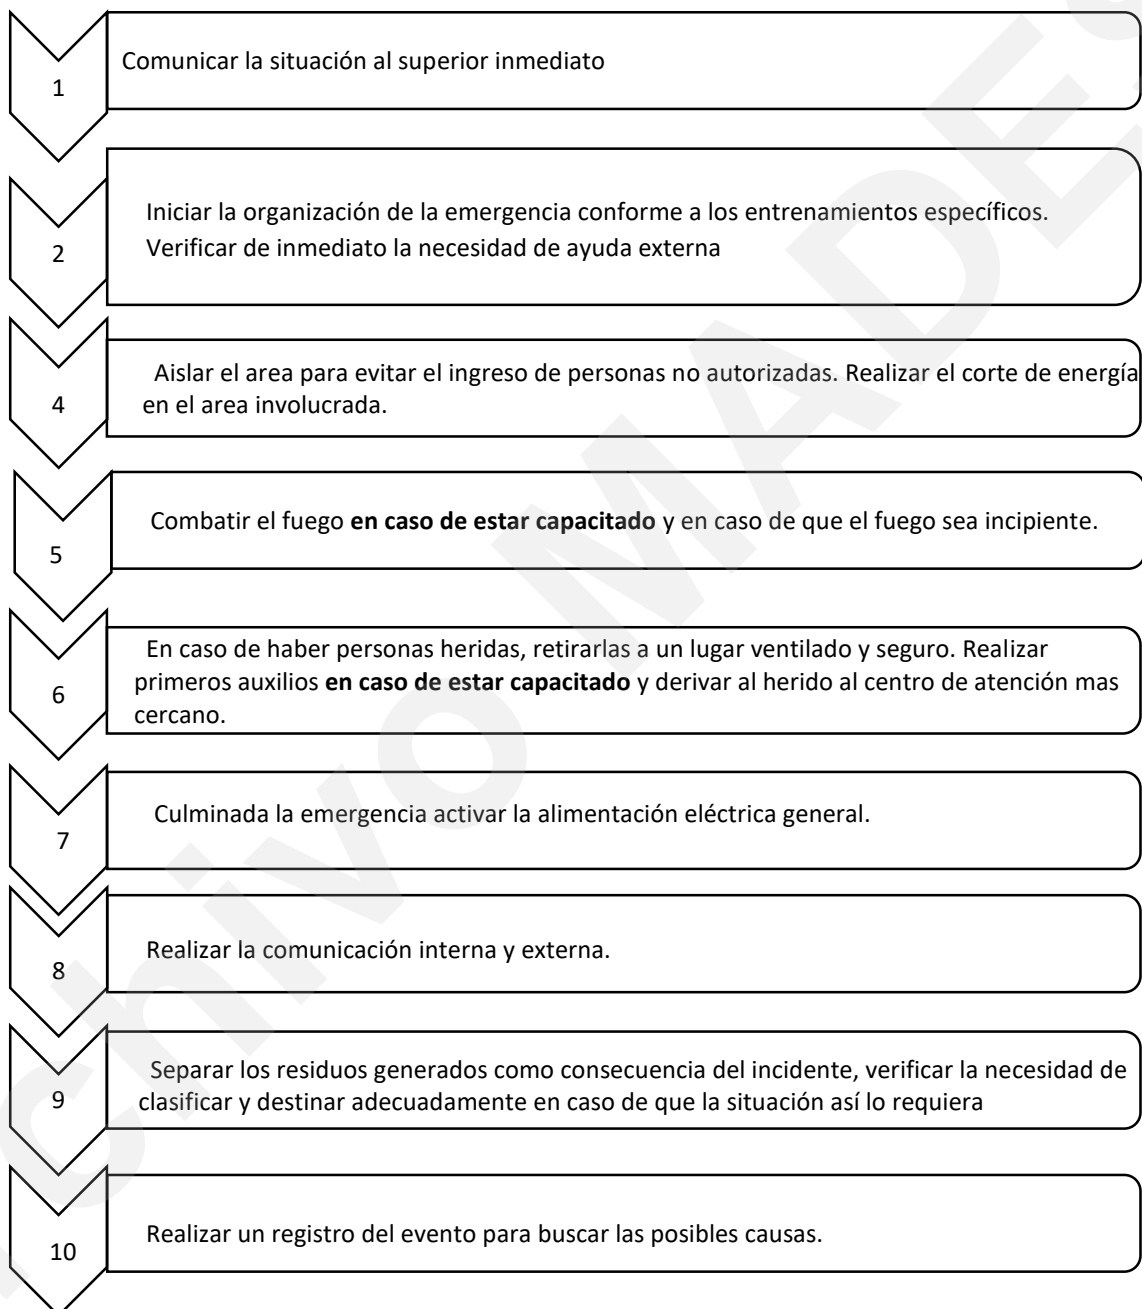 1
Comunicar la situación al superior inmediato
2
Iniciar la organización de la emergencia conforme a los entrenamientos específicos.
Verificar de inmediato la necesidad de ayuda externa
4
Aislar el area para evitar el ingreso de personas no autorizadas. Realizar el corte de energía
en el area involucrada.
5
Combatir el fuego en caso de estar capacitado y en caso de que el fuego sea incipiente.
6
En caso de haber personas heridas, retirarlas a un lugar ventilado y seguro. Realizar
primeros auxilios en caso de estar capacitado y derivar al herido al centro de atención mas
cercano.
7
Culminada la emergencia activar la alimentación eléctrica general.
8
Realizar la comunicación interna y externa.
9
Separar los residuos generados como consecuencia del incidente, verificar la necesidad de
clasificar y destinar adecuadamente en caso de que la situación así lo requiera
10
Realizar un registro del evento para buscar las posibles causas.
chivo MADES